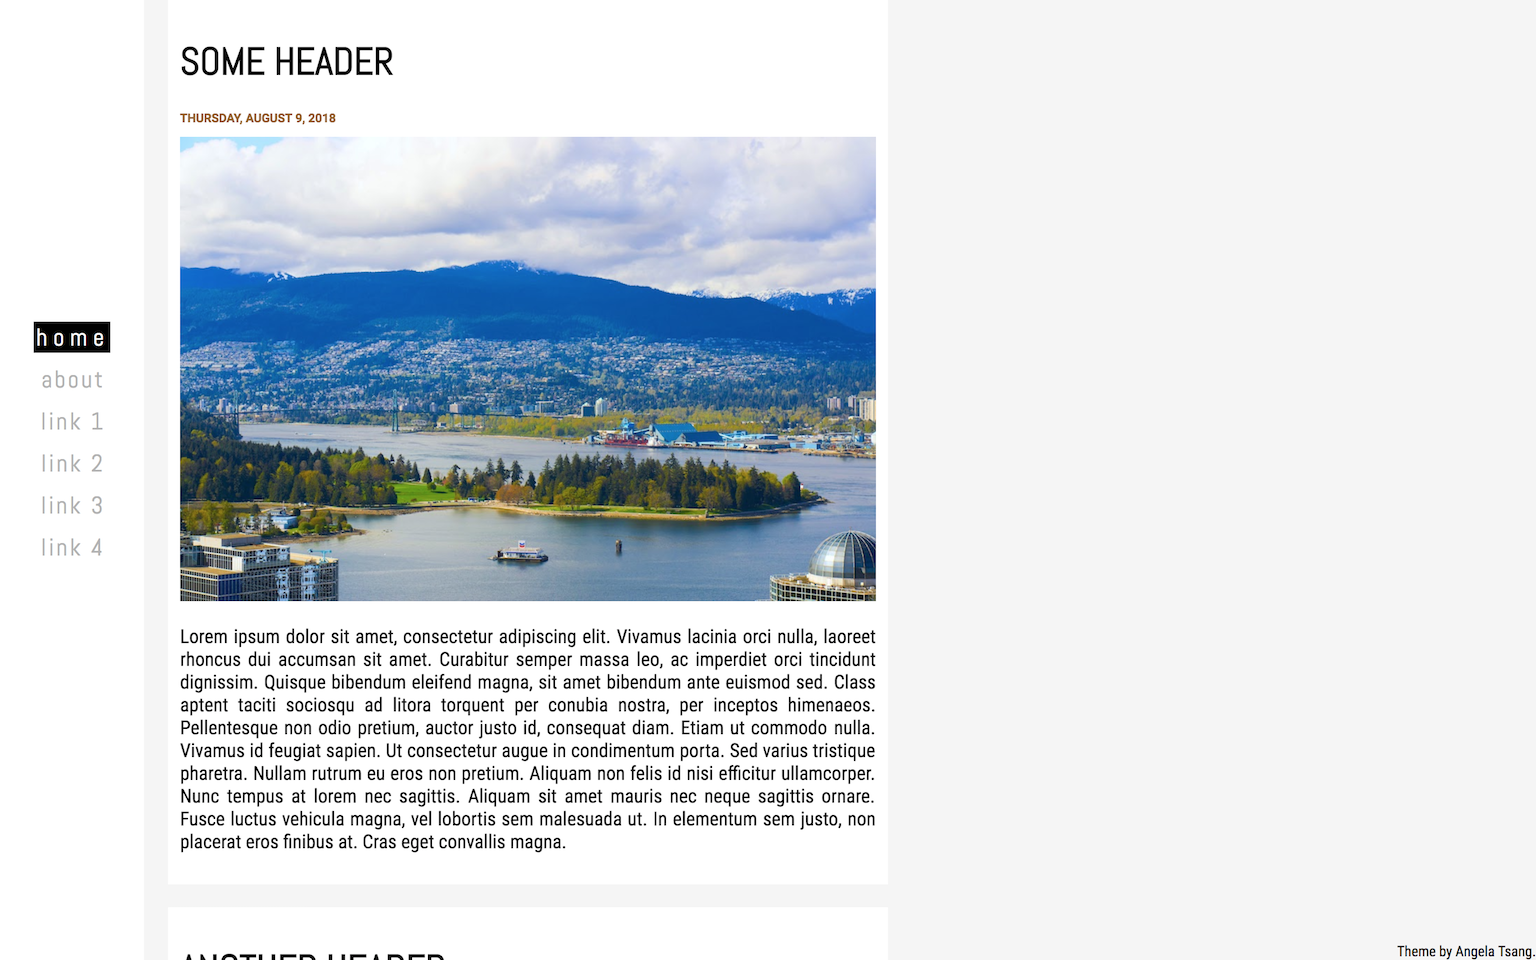 SOME HEADER
THURSDAY, AUGUST 9, 2018
home
about
link 1
link 2
link 3
link 4
Lorem ipsum dolor sit amet, consectetur adipiscing elit. Vivamus lacinia orci nulla, laoreet
rhoncus dui accumsan sit amet. Curabitur semper massa leo, ac imperdiet orci tincidunt
dignissim. Quisque bibendum eleifend magna, sit amet bibendum ante euismod sed. Class
aptent taciti sociosqu ad litora torquent per conubia nostra, per inceptos himenaeos.
Pellentesque non odio pretium, auctor justo id, consequat diam. Etiam ut commodo nulla.
Vivamus id feugiat sapien. Ut consectetur augue in condimentum porta. Sed varius tristique
pharetra. Nullam rutrum eu eros non pretium. Aliquam non felis id nisi efficitur ullamcorper.
Nunc tempus at lorem nec sagittis. Aliquam sit amet mauris nec neque sagittis ornare.
Fusce luctus vehicula magna, vel lobortis sem malesuada ut. In elementum sem justo, non
placerat eros finibus at. Cras eget convallis magna.
ANOTHER HEADER
Theme by Angela Tsang.